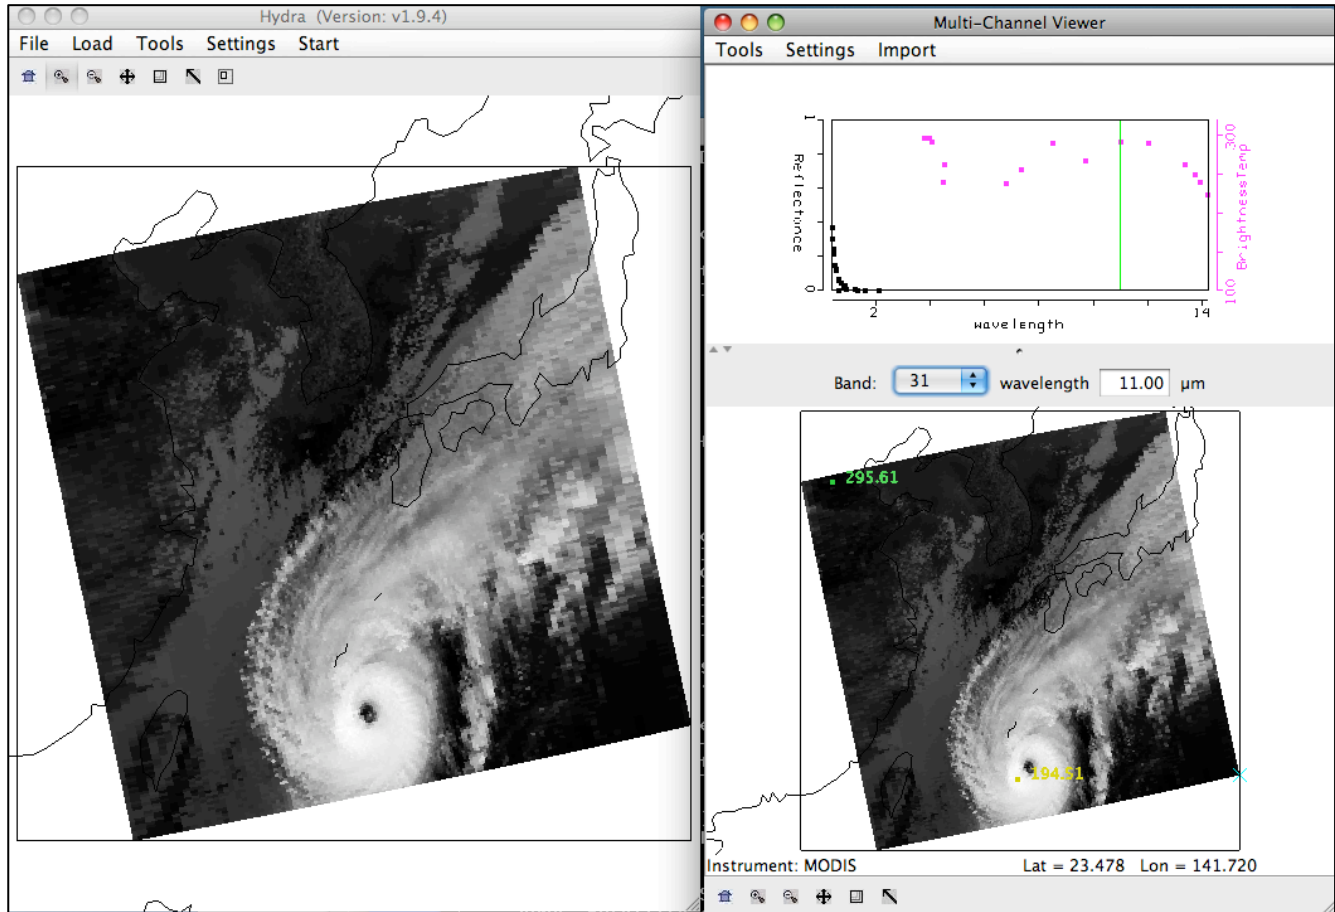 Hydra (Version: v1.9.4)
File Load Tools Settings Start
Multi-Channel Viewer
Tools Settings Import
1
Reflectance
0
300
BrightnessTemp
100
2
14
wavelength
Band: 31 wavelength 11.00 µm
295.61
194.51
Instrument: MODIS Lat = 23.478 Lon = 141.720